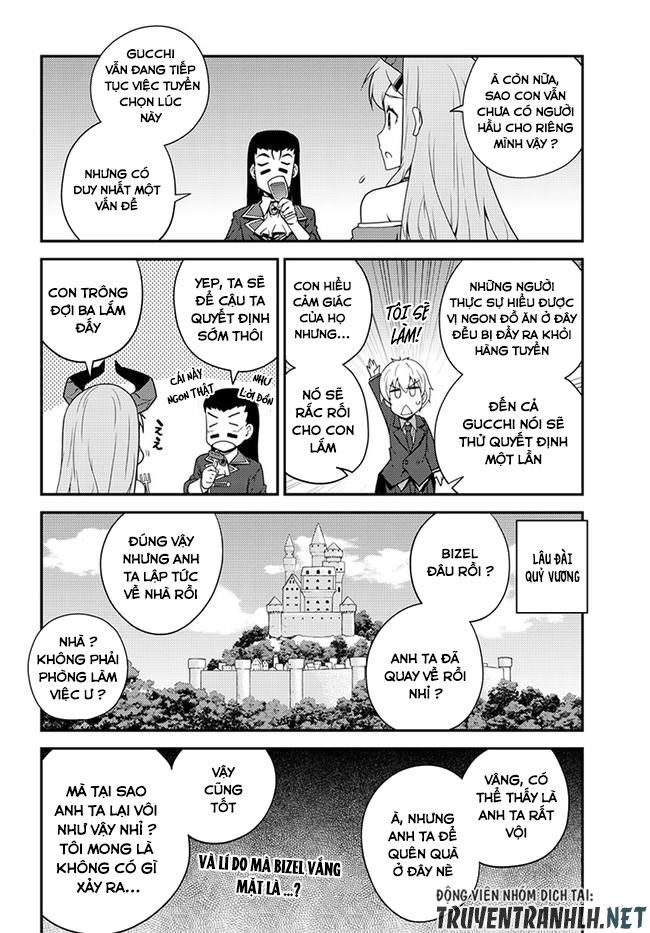 À CÒN NỮA,
SAO CON VẪN
CHƯA CÓ NGƯỜI
HẦU CHO RIÊNG
MÌNH VẬY ?
GUCCHI
VẪN ĐANG TIẾP
TỤC VIỆC TUYỂN
CHỌN LÚC
NÀY
NHƯNG CÓ
DUY NHẤT MỘT
VẤN ĐỀ
NHỮNG NGƯỜI
THỰC SỰ HIỂU ĐƯỢC
VỊ NGON ĐỒ ĂN Ở ĐÂY
ĐỀU BỊ ĐẨY RA KHỎI
HÀNG TUYỂN
ĐẾN CẢ
GUCCHI NÓI SẼ
THỬ QUYẾT ĐỊNH
MỘT LẦN
TÔI SẼ
LÀM!
CON HIỂU
CẢM GIÁC
CỦA HỌ
NHƯNG...
NÓ SẼ
RẮC RỐI
CHO CON
LẮM
YEP, TA SẼ
ĐỂ CẬU TA
QUYẾT ĐỊNH
SỚM THÔI
NHƯ
LỜI ĐỒN
CÁI NÀY
NGON THẬT
CON TRÔNG
ĐỢI BA LẮM
ĐẤY
LÂU ĐÀI
QUỶ VƯƠNG
BIZEL
ĐÂU RỒI ?
ANH TA ĐÃ
QUAY VỀ RỒI
NHỈ ?
ĐÚNG VẬY
NHƯNG ANH
TA LẬP TỨC
VỀ NHÀ RỒI
NHÀ ?
KHÔNG PHẢI
PHÒNG LÀM
VIỆC Ư ?
VÂNG, CÓ
THỂ THẤY LÀ
ANH TA RẤT
VỘI
À, NHƯNG
ANH TA ĐỂ
QUÊN QUÀ
Ở ĐÂY NÈ
VẬY
CŨNG
TỐT
MÀ TẠI SAO
ANH TA LẠI VÔI
NHƯ VẬY NHỈ ?
TÔI MONG LÀ
KHÔNG CÓ GÌ
XẢY RA...
VÀ LÍ DO MÀ BIZEL VẮNG
MẶT LÀ ...?
ĐỘNG VIÊN NHÓM DỊCH TẠI:
TRUYENTRANHLH.NET